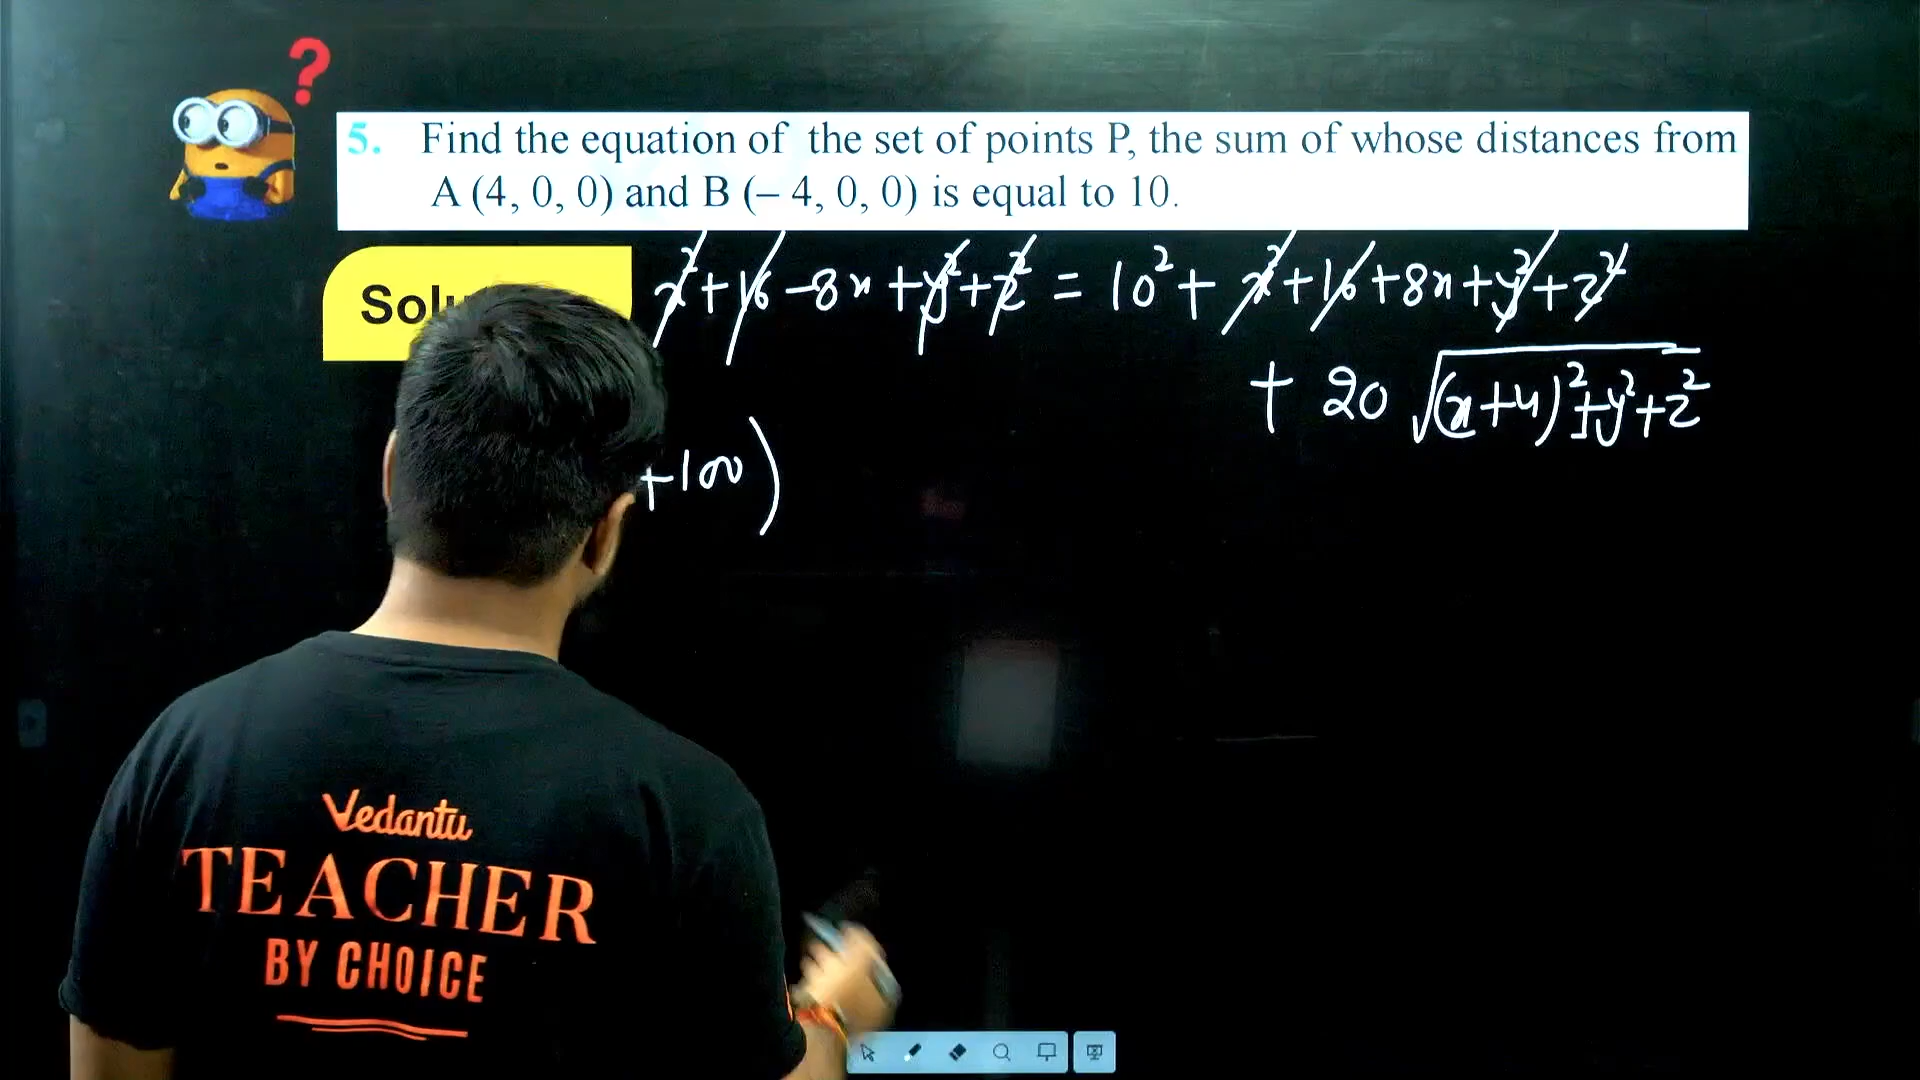 ?
5. Find the equation of the set of points P, the sum of whose distances from
A (4, 0, 0) and B (– 4, 0, 0) is equal to 10.
x² + 16 - 8x + y² + z² = 10² + x² + 16 + 8x + y² + z²
+ 20 √(x+4)² + y² + z²
+100)
Vedantu
TEACHER
BY CHOICE